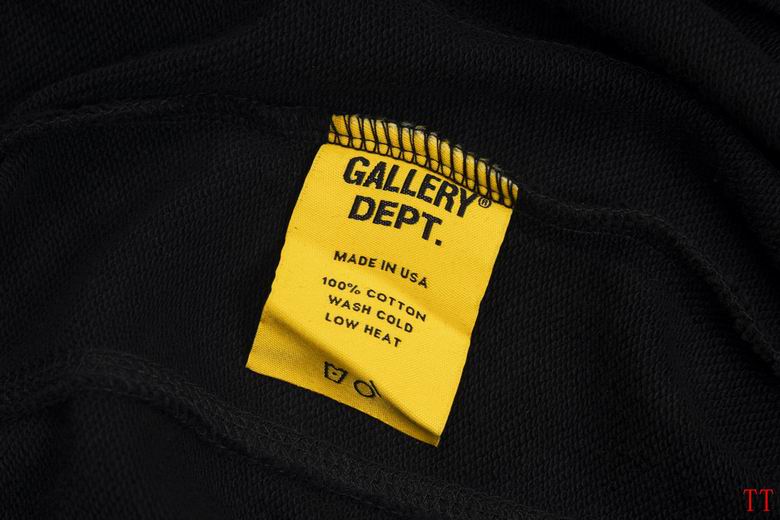 GALLERY®
DEPT.
MADE IN USA
100% COTTON
WASH COLD
LOW HEAT
TT